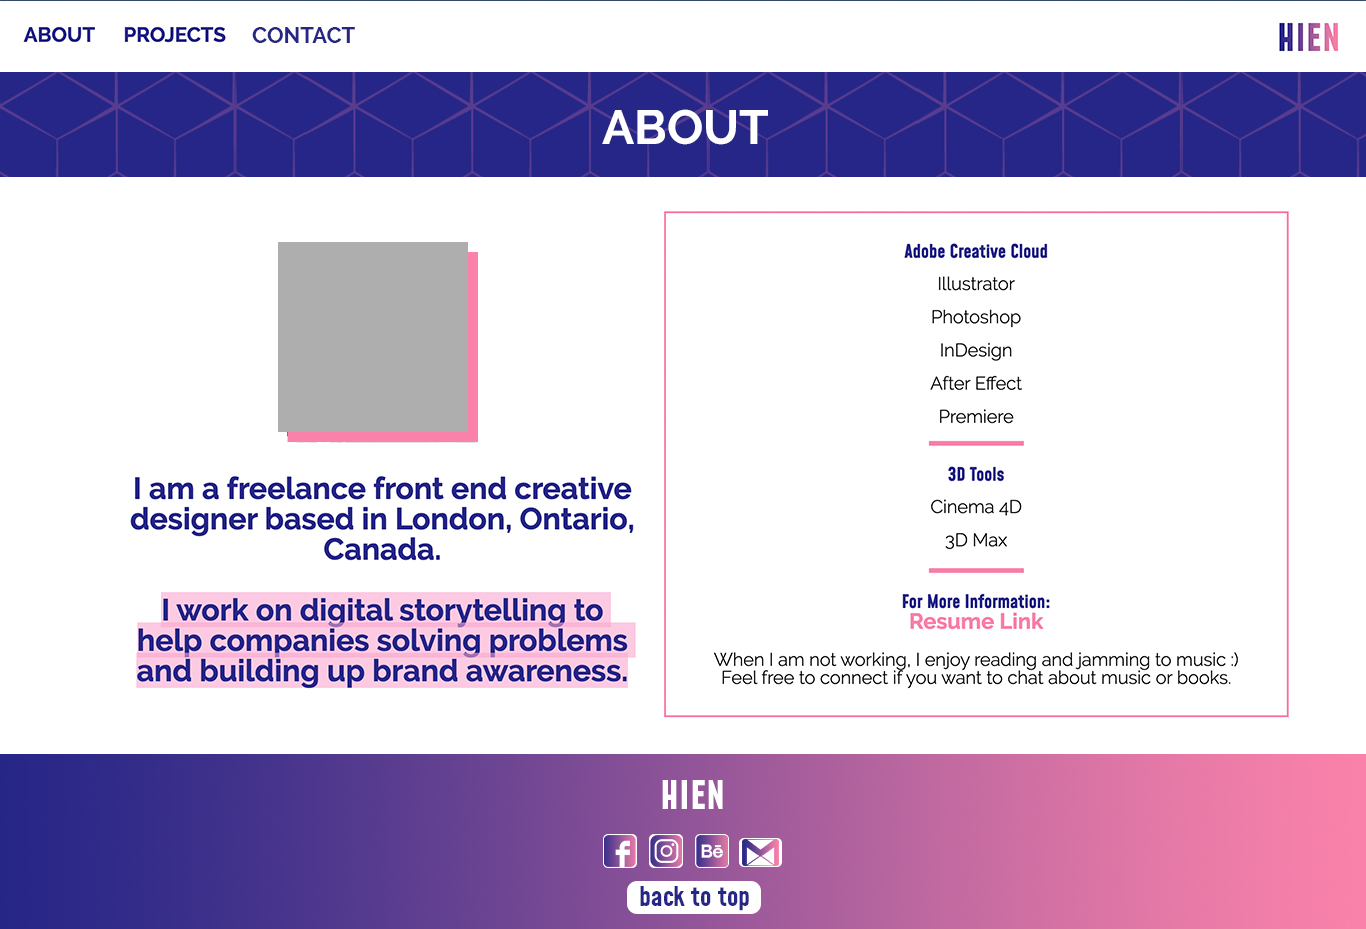 ABOUT PROJECTS CONTACT HIEN
ABOUT
I am a freelance front end creative
designer based in London, Ontario,
Canada.
I work on digital storytelling to
help companies solving problems
and building up brand awareness.
Adobe Creative Cloud
Illustrator
Photoshop
InDesign
After Effect
Premiere
3D Tools
Cinema 4D
3D Max
For More Information:
Resume Link
When I am not working, I enjoy reading and jamming to music :)
Feel free to connect if you want to chat about music or books.
HIEN
Bē
back to top